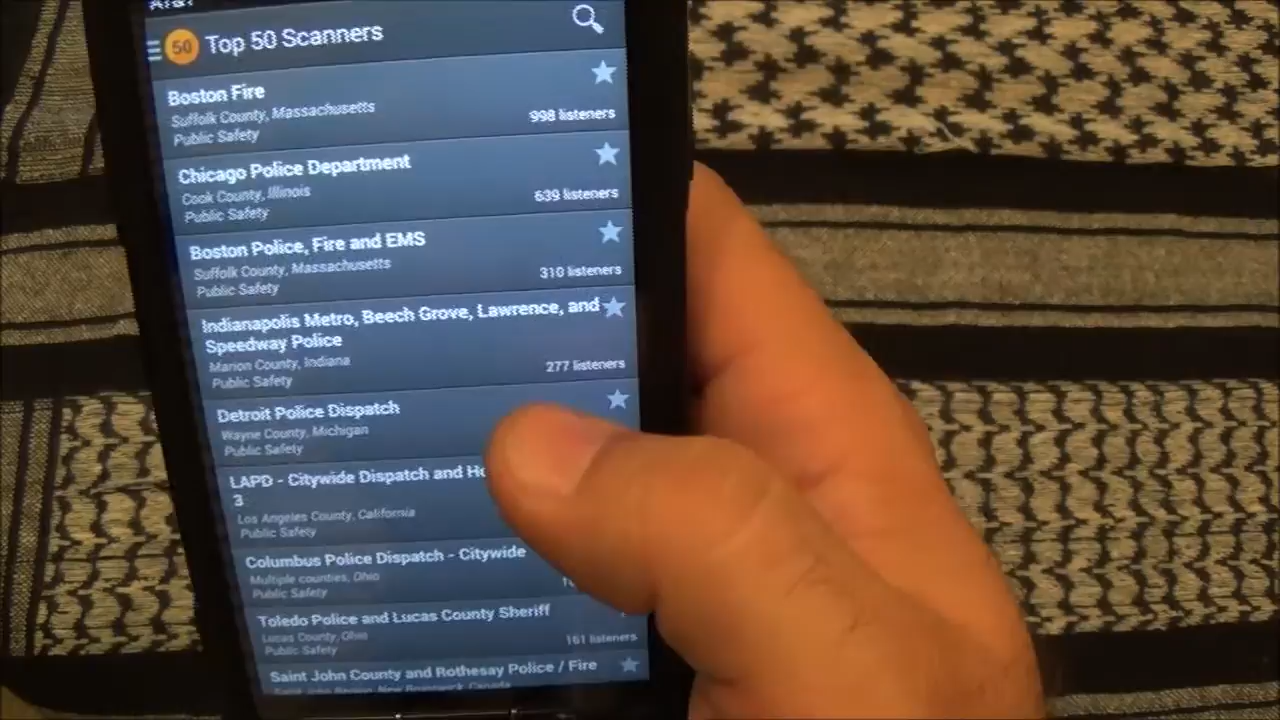 AT&T
50 Top 50 Scanners
Boston Fire
Suffolk County, Massachusetts
998 listeners
Public Safety
Chicago Police Department
Cook County, Illinois
639 listeners
Public Safety
Boston Police, Fire and EMS
Suffolk County, Massachusetts
310 listeners
Public Safety
Indianapolis Metro, Beech Grove, Lawrence, and
Speedway Police
Marion County, Indiana
277 listeners
Public Safety
Detroit Police Dispatch
Wayne County, Michigan
Public Safety
LAPD - Citywide Dispatch and
3
Los Angeles County, California
Public Safety
Columbus Police Dispatch - Citywide
Multiple counties, Ohio
Public Safety
Toledo Police and Lucas County Sheriff
Lucas County, Ohio
161 listeners
Public Safety
Saint John County and Rothesay Police / Fire
New Brunswick, Canada